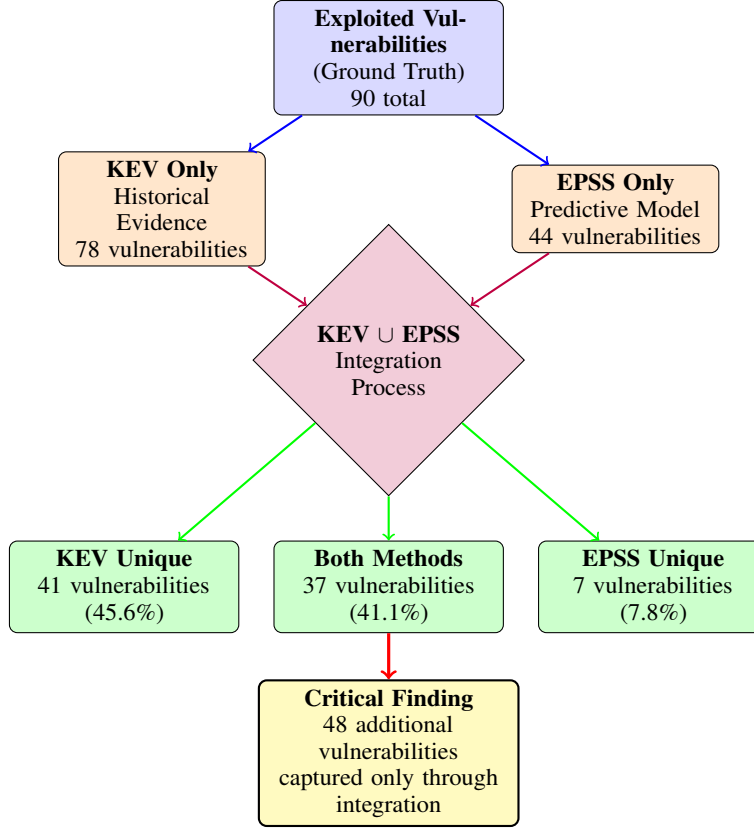 Exploited Vul-
nerabilities
(Ground Truth)
90 total
KEV Only
Historical
Evidence
78 vulnerabilities
EPSS Only
Predictive Model
44 vulnerabilities
KEV ∪ EPSS
Integration
Process
KEV Unique
41 vulnerabilities
(45.6%)
Both Methods
37 vulnerabilities
(41.1%)
EPSS Unique
7 vulnerabilities
(7.8%)
Critical Finding
48 additional
vulnerabilities
captured only through
integration